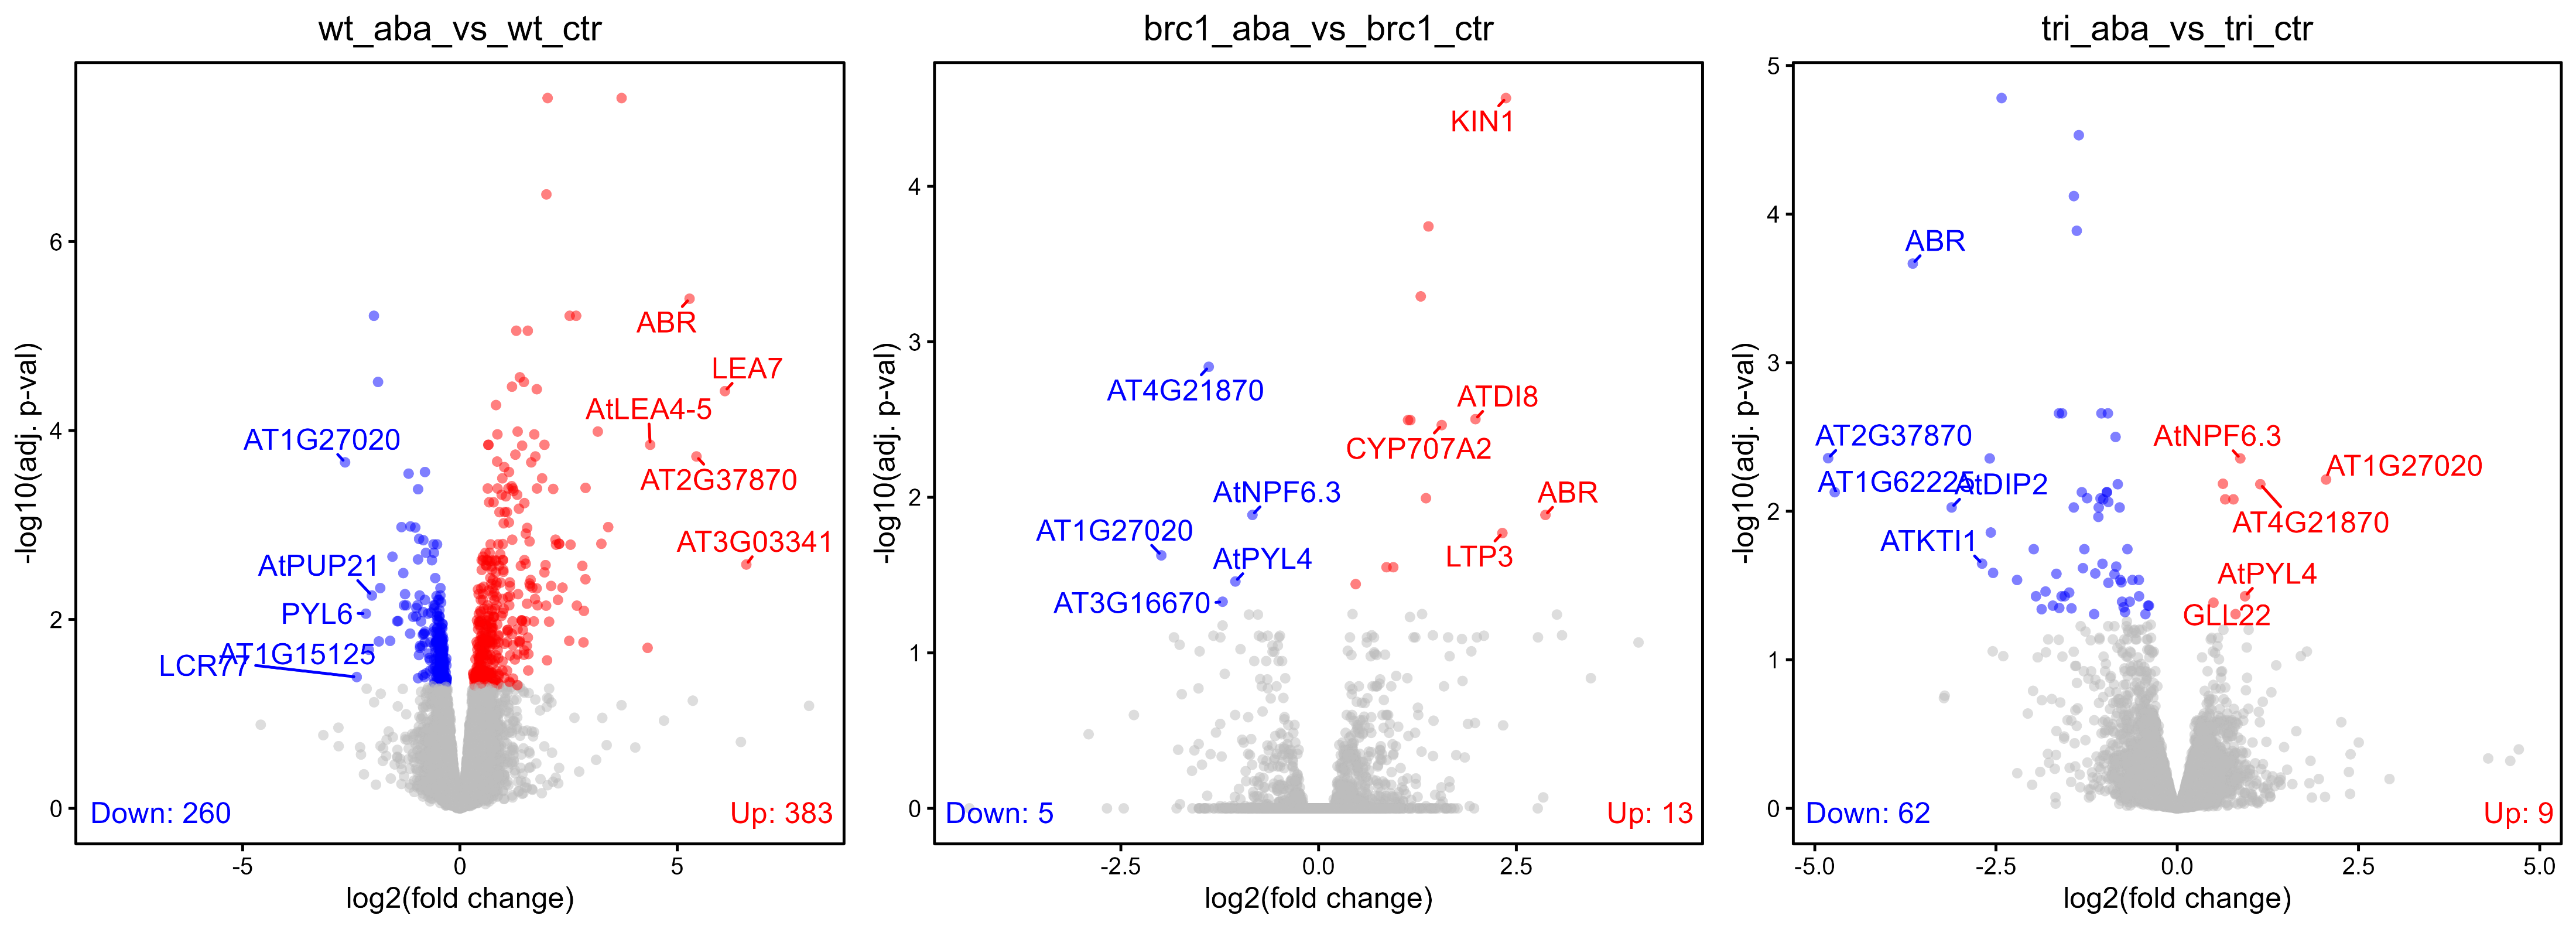 wt_aba_vs_wt_ctr
-log10(adj. p-val)
6
4
2
0
ABR
LEA7
AtLEA4-5
AT1G27020
AT2G37870
AT3G03341
AtPUP21
PYL6
AT1G15125
LCR77
Down: 260
Up: 383
-5
0
5
log2(fold change)
brc1_aba_vs_brc1_ctr
-log10(adj. p-val)
4
3
2
1
0
KIN1
AT4G21870
ATDI8
CYP707A2
AtNPF6.3
ABR
AT1G27020
AtPYL4
LTP3
AT3G16670
Down: 5
Up: 13
-2.5
0.0
2.5
log2(fold change)
tri_aba_vs_tri_ctr
-log10(adj. p-val)
5
4
3
2
1
0
ABR
AT2G37870
AtNPF6.3
AT1G27020
AT1G62225
AtDIP2
AT4G21870
ATKTI1
AtPYL4
GLL22
Down: 62
Up: 9
-5.0
-2.5
0.0
2.5
5.0
log2(fold change)